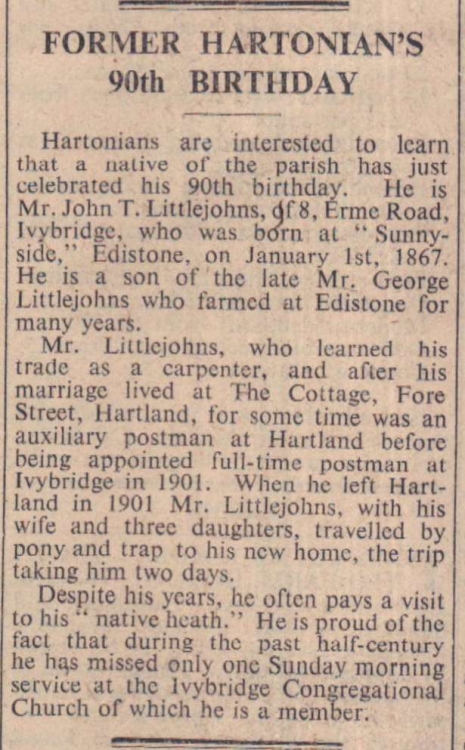 FORMER HARTONIAN'S
90th BIRTHDAY
Hartonians are interested to learn
that a native of the parish has just
celebrated his 90th birthday. He is
Mr. John T. Littlejohns, of 8, Erme Road,
Ivybridge, who was born at " Sunny-
side," Edistone, on January 1st, 1867.
He is a son of the late Mr. George
Littlejohns who farmed at Edistone for
many years.
Mr. Littlejohns, who learned his
trade as a carpenter, and after his
marriage lived at The Cottage, Fore
Street, Hartland, for some time was an
auxiliary postman at Hartland before
being appointed full-time postman at
Ivybridge in 1901. When he left Hart-
land in 1901 Mr. Littlejohns, with his
wife and three daughters, travelled by
pony and trap to his new home, the trip
taking him two days.
Despite his years, he often pays a visit
to his " native heath." He is proud of the
fact that during the past half-century
he has missed only one Sunday morning
service at the Ivybridge Congregational
Church of which he is a member.